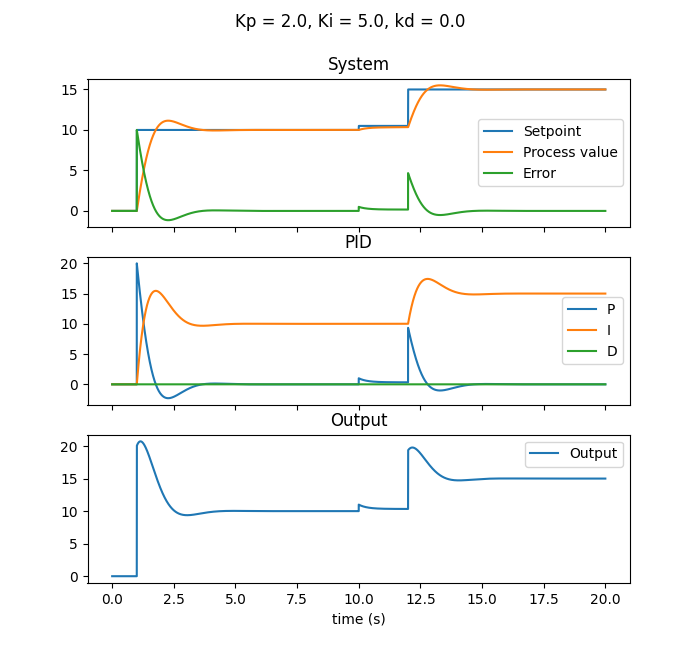 Kp = 2.0, Ki = 5.0, kd = 0.0
System
15
10
5
0
Setpoint
Process value
Error
PID
20
15
10
5
0
P
I
D
Output
20
15
10
5
0
Output
0.0 2.5 5.0 7.5 10.0 12.5 15.0 17.5 20.0
time (s)